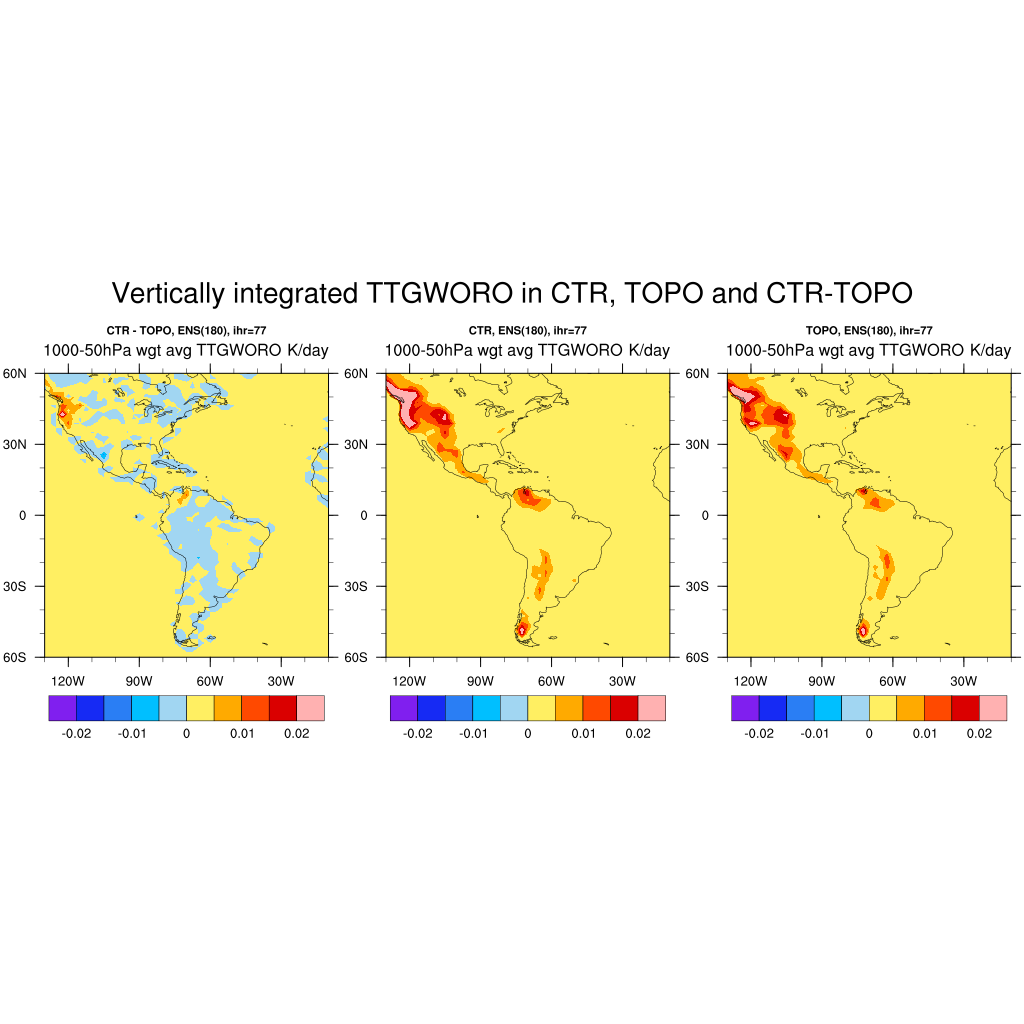 Vertically integrated TTGWORO in CTR, TOPO and CTR-TOPO
CTR - TOPO, ENS(180), ihr=77
1000-50hPa wgt avg TTGWORO K/day
60N
30N
0
30S
60S
120W 90W 60W 30W
-0.02 -0.01 0 0.01 0.02
CTR, ENS(180), ihr=77
1000-50hPa wgt avg TTGWORO K/day
60N
30N
0
30S
60S
120W 90W 60W 30W
-0.02 -0.01 0 0.01 0.02
TOPO, ENS(180), ihr=77
1000-50hPa wgt avg TTGWORO K/day
60N
30N
0
30S
60S
120W 90W 60W 30W
-0.02 -0.01 0 0.01 0.02